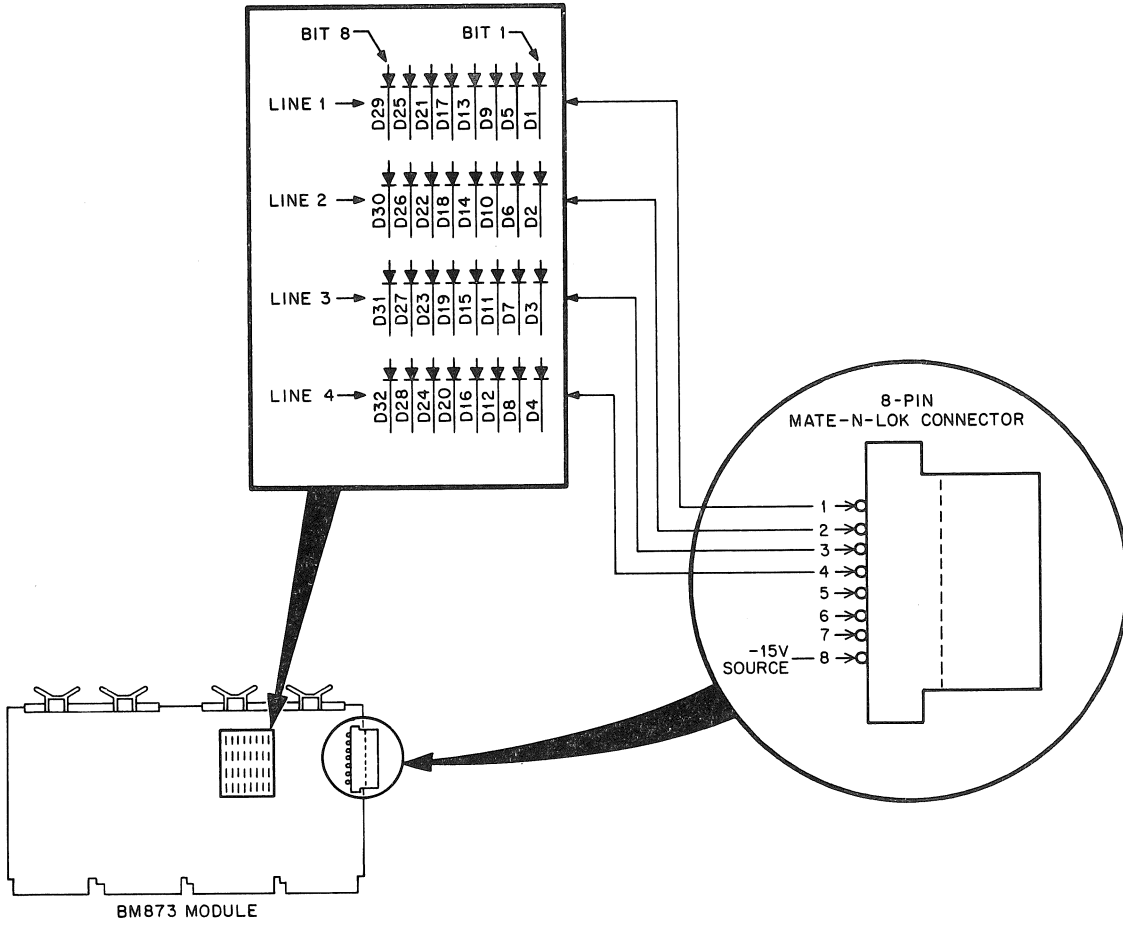 BIT 8 BIT 1
LINE 1
D29 D25 D21 D17 D13 D9 D5 D1
LINE 2
D30 D26 D22 D18 D14 D10 D6 D2
LINE 3
D31 D27 D23 D19 D15 D11 D7 D3
LINE 4
D32 D28 D24 D20 D16 D12 D8 D4
8-PIN
MATE-N-LOK CONNECTOR
1
2
3
4
5
6
7
-15V
SOURCE
8
BM873 MODULE